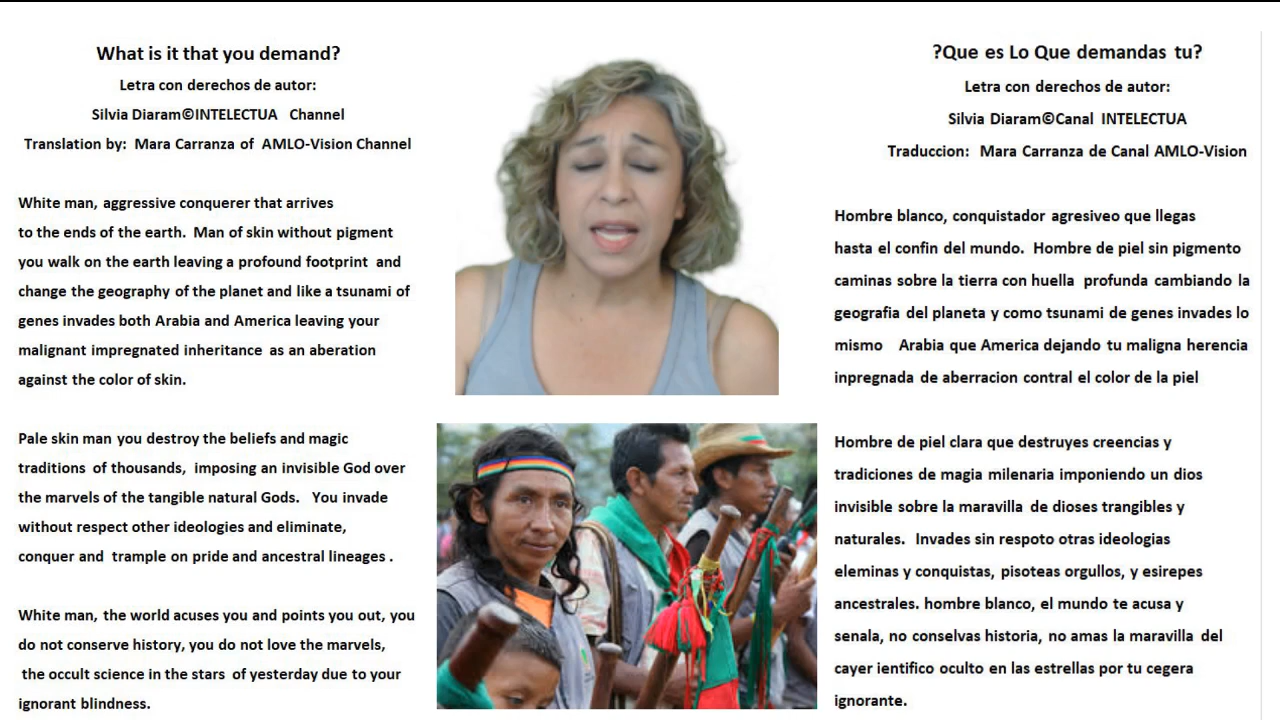 What is it that you demand?
Letra con derechos de autor:
Silvia Diaram©INTELECTUA Channel
Translation by: Mara Carranza of AMLO-Vision Channel
White man, aggressive conquerer that arrives
to the ends of the earth. Man of skin without pigment
you walk on the earth leaving a profound footprint and
change the geography of the planet and like a tsunami of
genes invades both Arabia and America leaving your
malignant impregnated inheritance as an aberation
against the color of skin.
Pale skin man you destroy the beliefs and magic
traditions of thousands, imposing an invisible God over
the marvels of the tangible natural Gods. You invade
without respect other ideologies and eliminate,
conquer and trample on pride and ancestral lineages .
White man, the world acuses you and points you out, you
do not conserve history, you do not love the marvels,
the occult science in the stars of yesterday due to your
ignorant blindness.
?Que es Lo Que demandas tu?
Letra con derechos de autor:
Silvia Diaram©Canal INTELECTUA
Traduccion: Mara Carranza de Canal AMLO-Vision
Hombre blanco, conquistador agresiveo que llegas
hasta el confin del mundo. Hombre de piel sin pigmento
caminas sobre la tierra con huella profunda cambiando la
geografia del planeta y como tsunami de genes invades lo
mismo Arabia que America dejando tu maligna herencia
inpregnada de aberracion contral el color de la piel
Hombre de piel clara que destruyes creencias y
tradiciones de magia milenaria imponiendo un dios
invisible sobre la maravilla de dioses trangibles y
naturales. Invades sin respoto otras ideologias
eleminas y conquistas, pisoteas orgullos, y esirepes
ancestrales. hombre blanco, el mundo te acusa y
senala, no conselvas historia, no amas la maravilla del
cayer ientifico oculto en las estrellas por tu cegera
ignorante.